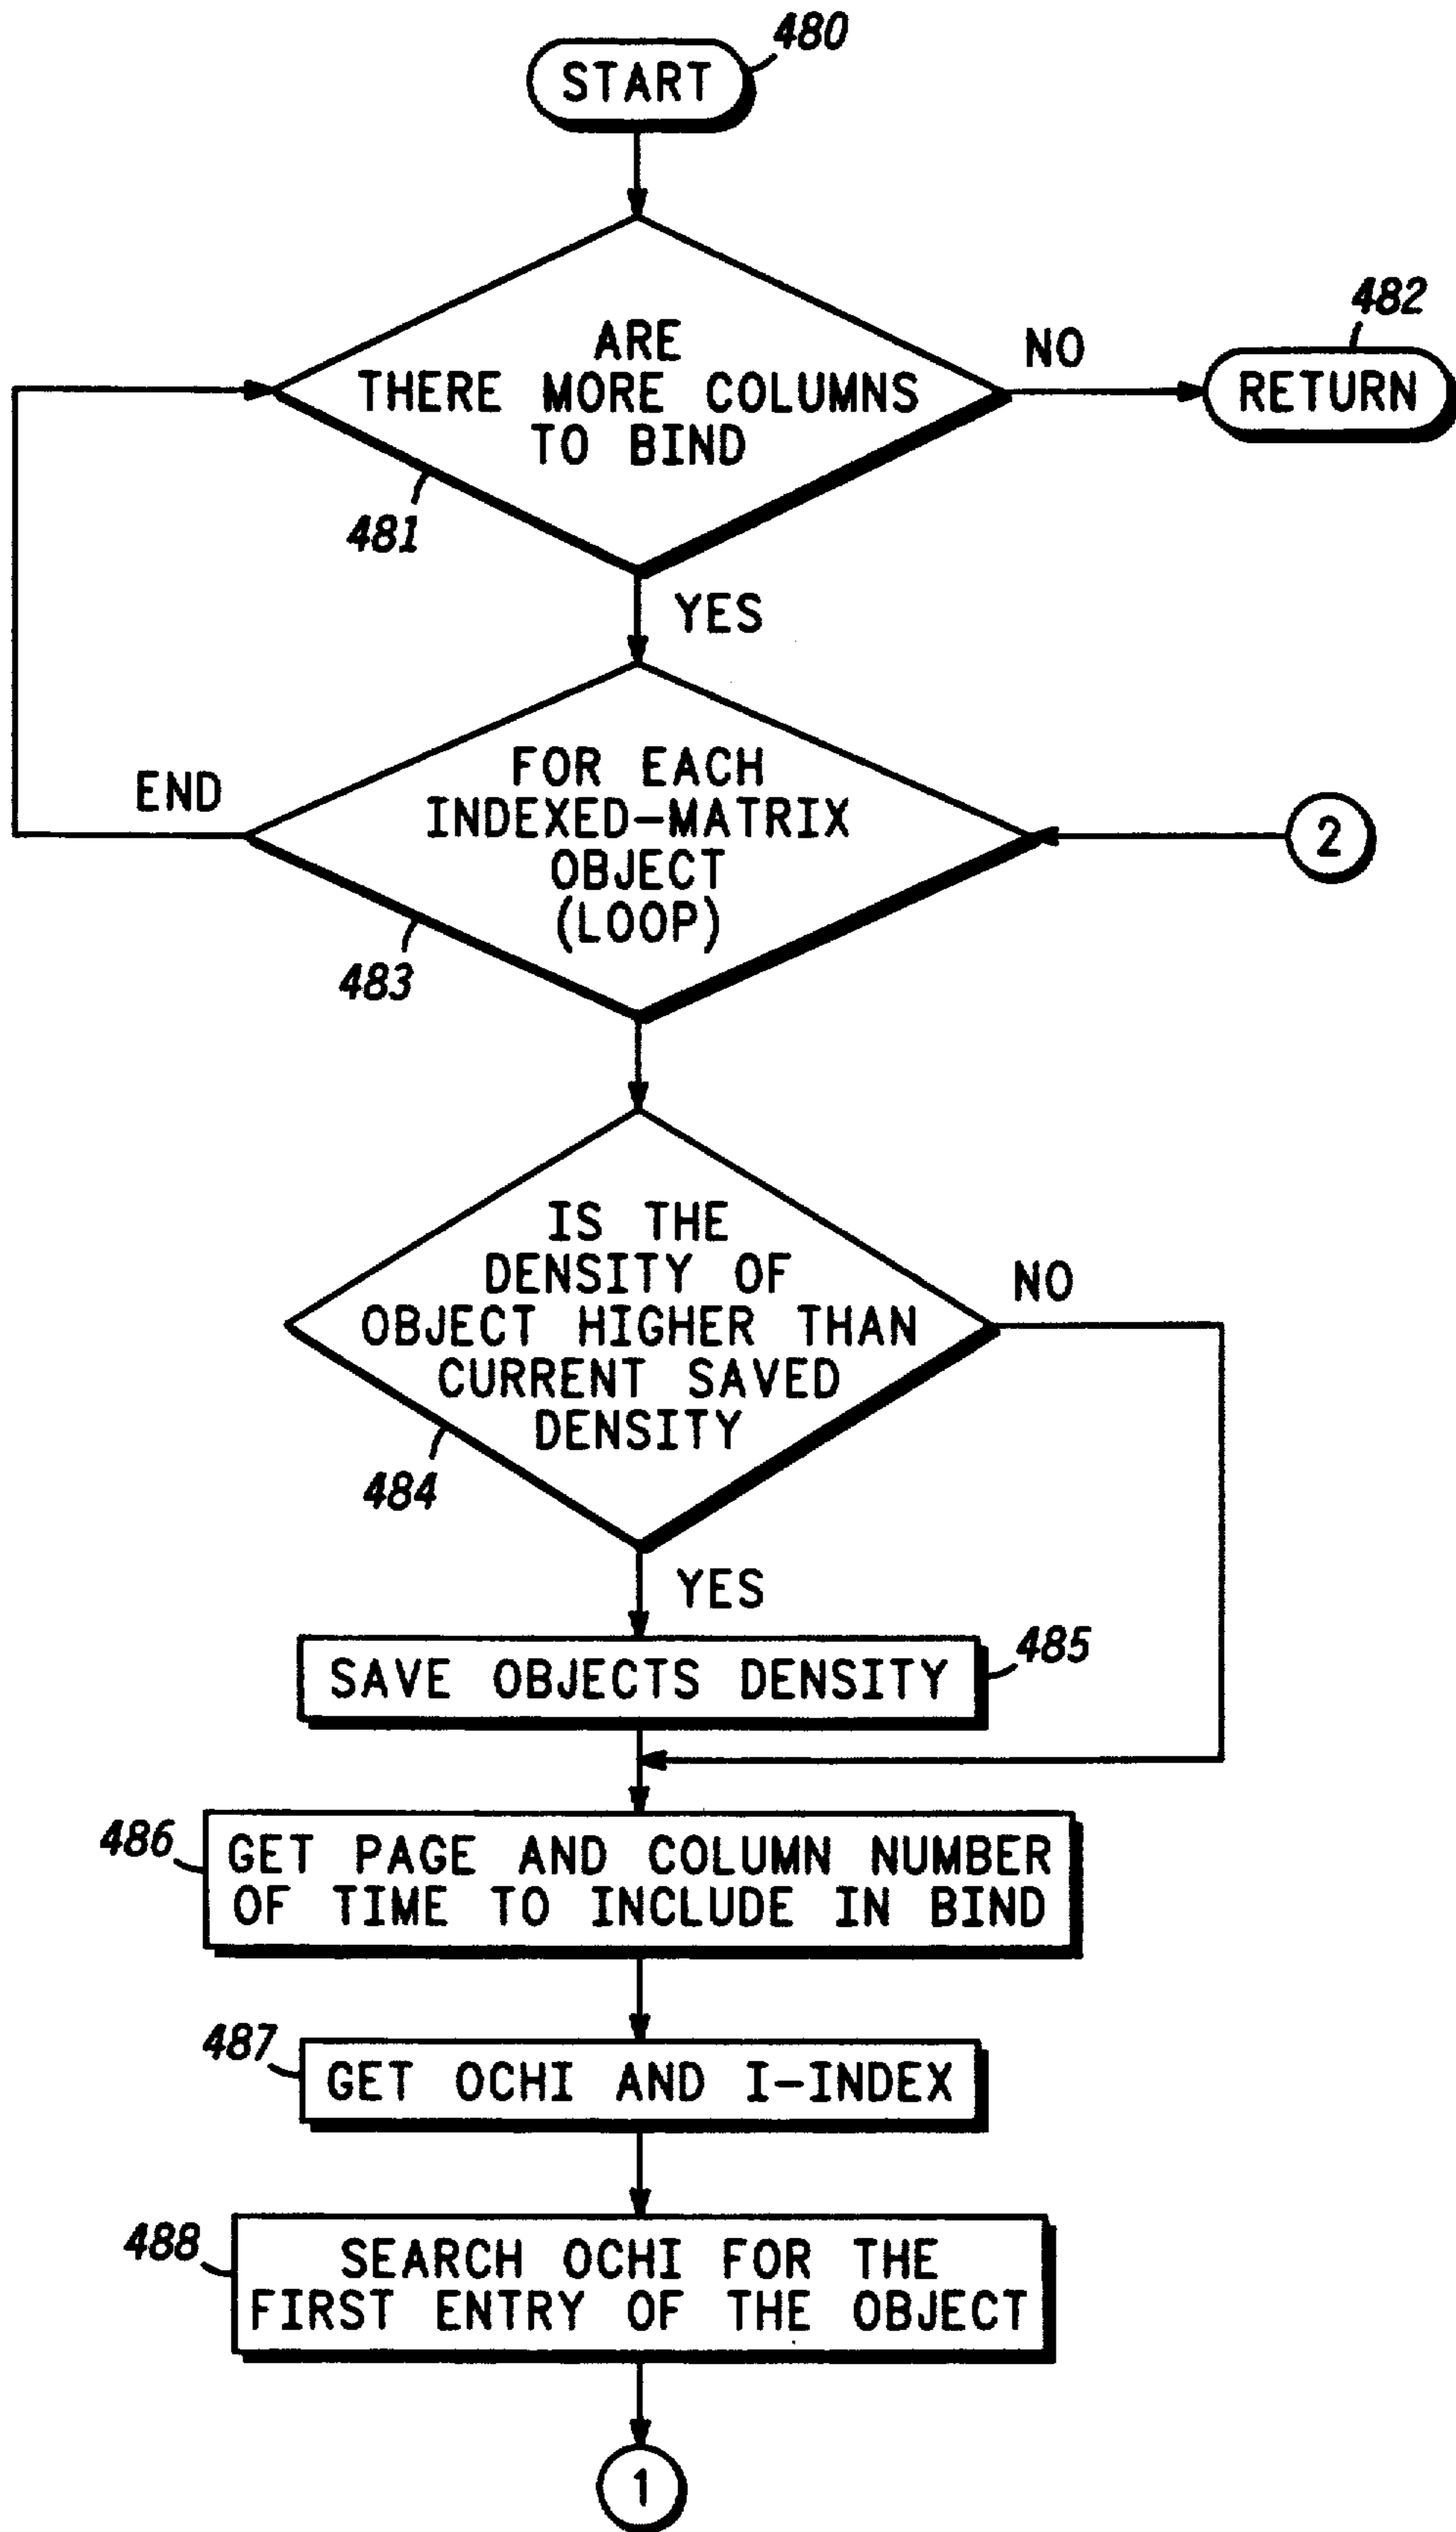 480
START
482
ARE
THERE MORE COLUMNS
TO BIND
NO
RETURN
481
YES
FOR EACH
INDEXED-MATRIX
OBJECT
(LOOP)
END
2
483
IS THE
DENSITY OF
OBJECT HIGHER THAN
CURRENT SAVED
DENSITY
NO
484
YES
485
SAVE OBJECTS DENSITY
486
GET PAGE AND COLUMN NUMBER
OF TIME TO INCLUDE IN BIND
487
GET OCHI AND I-INDEX
488
SEARCH OCHI FOR THE
FIRST ENTRY OF THE OBJECT
1